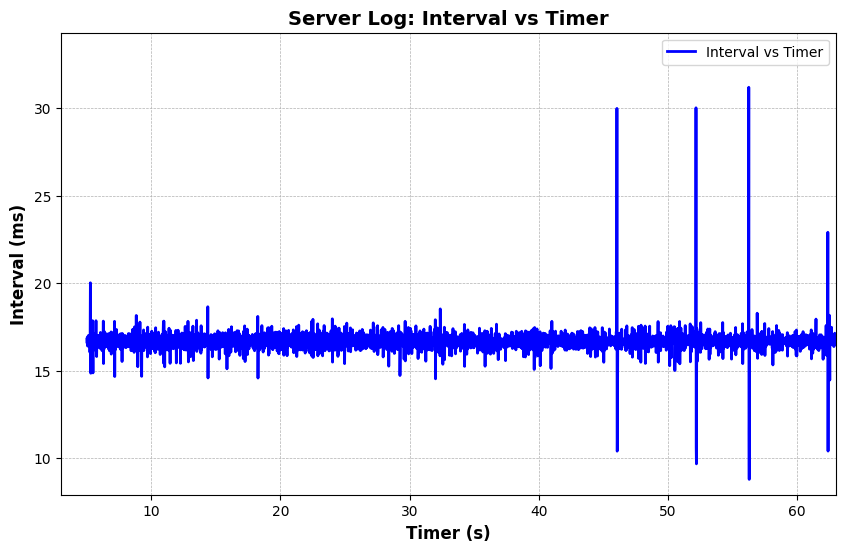 Server Log: Interval vs Timer
Interval vs Timer
30
25
20
15
10
Interval (ms)
10 20 30 40 50 60
Timer (s)